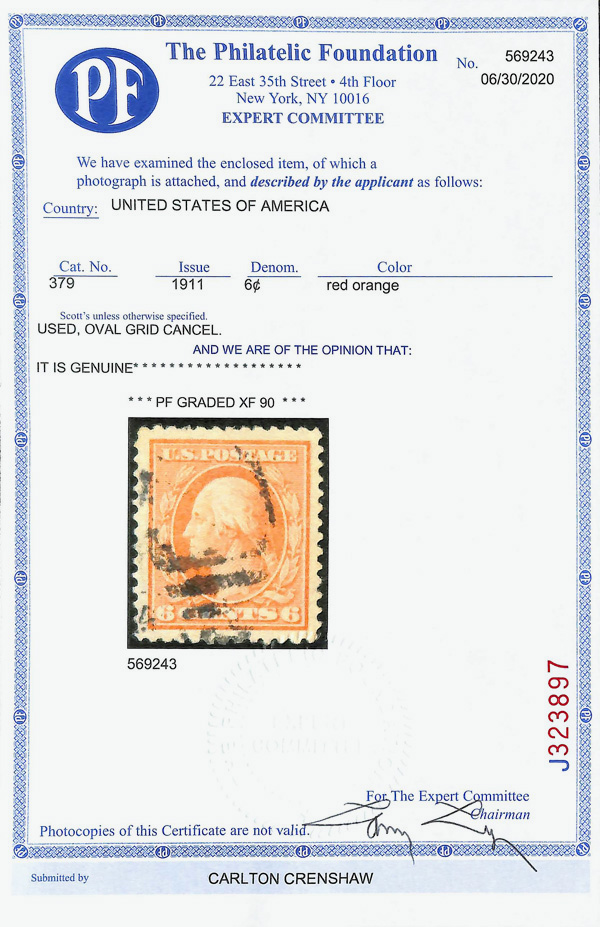 PF
The Philatelic Foundation
No. 569243
22 East 35th Street • 4th Floor
06/30/2020
New York, NY 10016
EXPERT COMMITTEE
We have examined the enclosed item, of which a
photograph is attached, and described by the applicant as follows:
Country: UNITED STATES OF AMERICA
Cat. No. Issue Denom. Color
379 1911 6¢ red orange
Scott's unless otherwise specified.
USED, OVAL GRID CANCEL.
AND WE ARE OF THE OPINION THAT:
IT IS GENUINE* * * * * * * * * * * * * * * * * * *
* * * PF GRADED XF 90 * * *
U.S. POSTAGE
6 CENTS 6
569243
J323897
For The Expert Committee
Chairman
Photocopies of this Certificate are not valid.
Submitted by CARLTON CRENSHAW